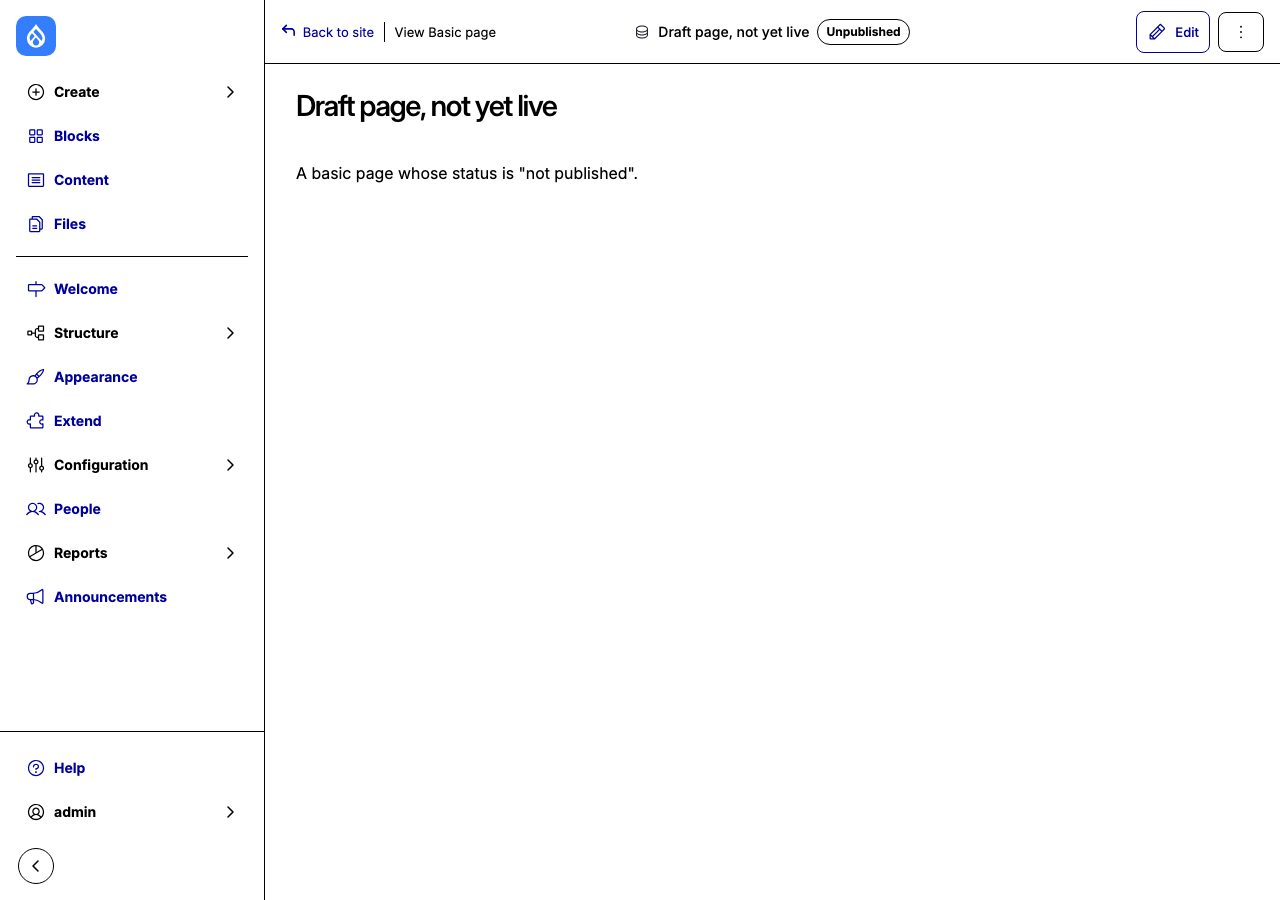 Back to site
View Basic page
Draft page, not yet live
Unpublished
Edit
Create
Blocks
Content
Files
Welcome
Structure
Appearance
Extend
Configuration
People
Reports
Announcements
Help
admin
Draft page, not yet live
A basic page whose status is "not published".